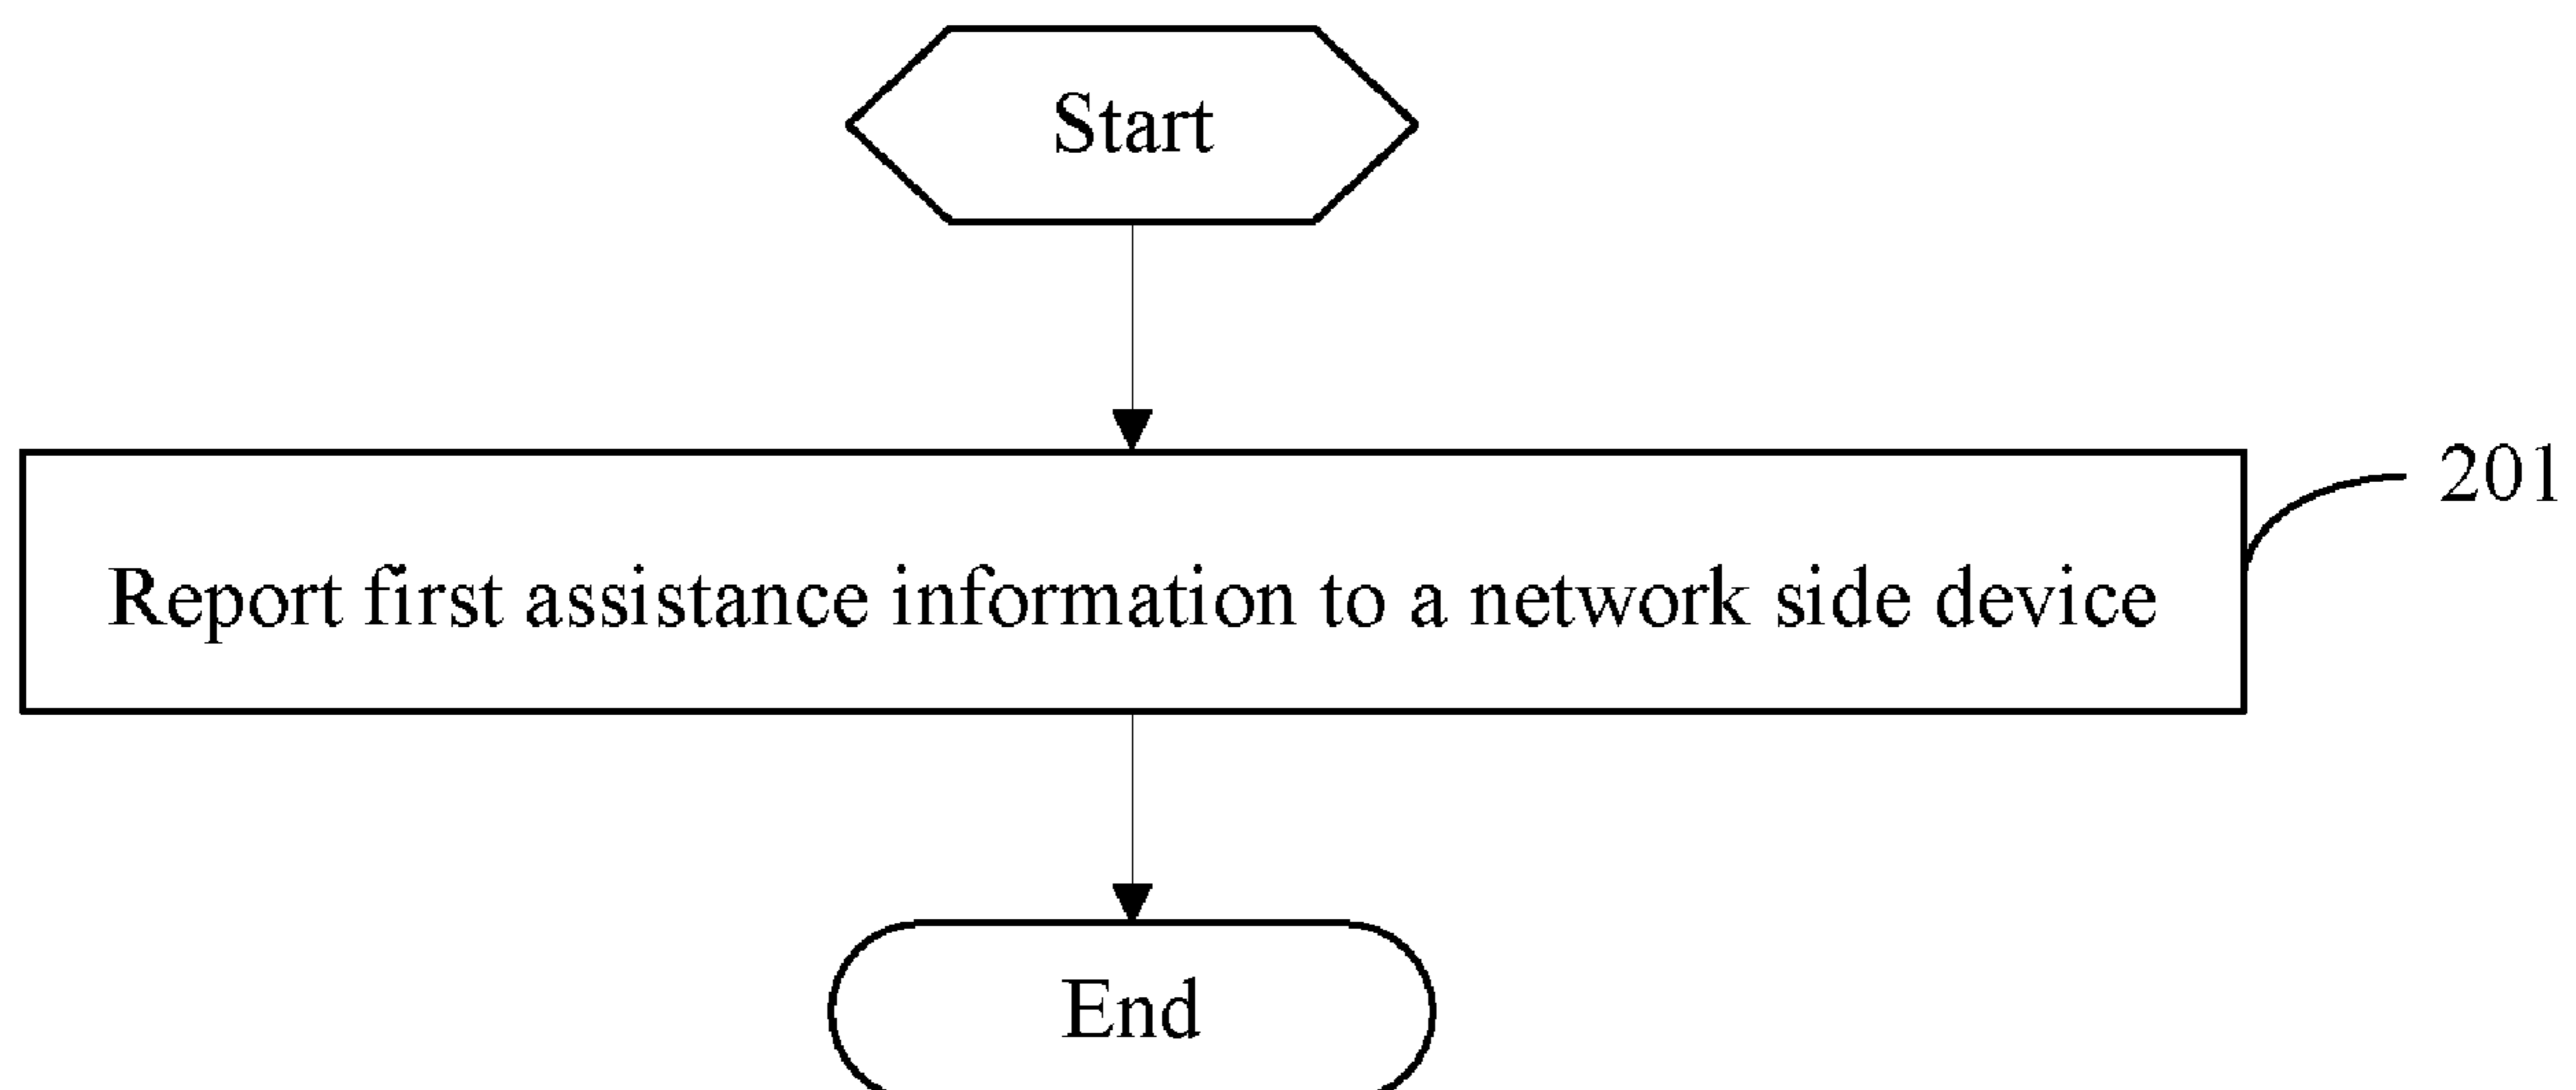 Start
201
Report first assistance information to a network side device
End